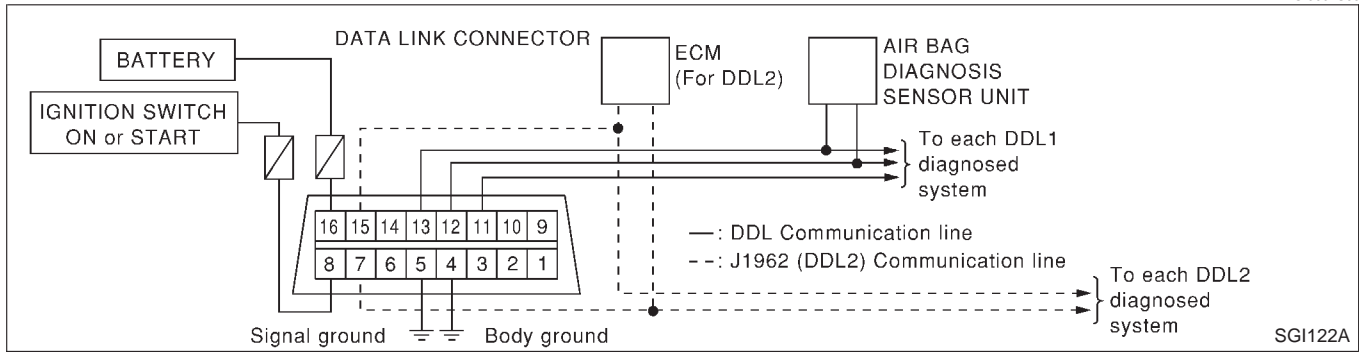 DATA LINK CONNECTOR
BATTERY
IGNITION SWITCH
ON or START
ECM
(For DDL2)
AIR BAG
DIAGNOSIS
SENSOR UNIT
To each DDL1
diagnosed
system
16 15 14 13 12 11 10 9
8 7 6 5 4 3 2 1
: DDL Communication line
: J1962 (DDL2) Communication line
To each DDL2
diagnosed
system
Signal ground
Body ground
SGI122A